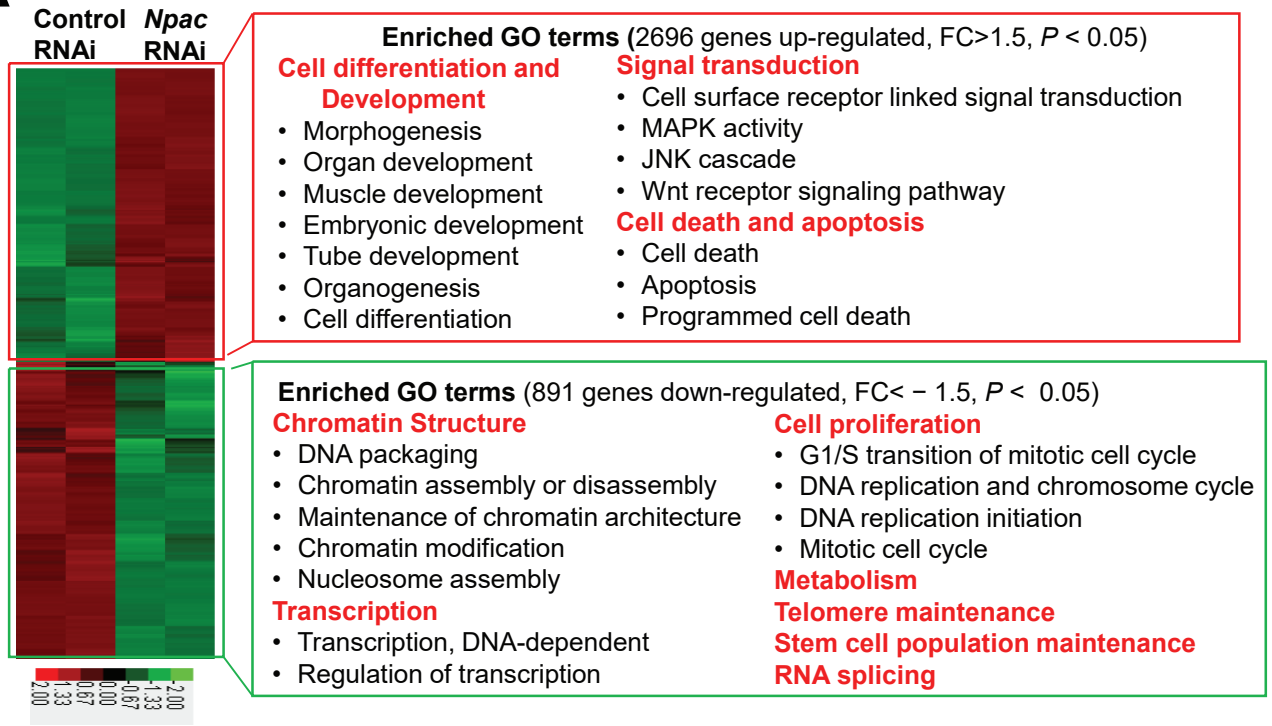 Control Npac
RNAi RNAi
Enriched GO terms (2696 genes up-regulated, FC>1.5, P < 0.05)
Cell differentiation and
Development
• Morphogenesis
• Organ development
• Muscle development
• Embryonic development
• Tube development
• Organogenesis
• Cell differentiation
Signal transduction
• Cell surface receptor linked signal transduction
• MAPK activity
• JNK cascade
• Wnt receptor signaling pathway
Cell death and apoptosis
• Cell death
• Apoptosis
• Programmed cell death
Enriched GO terms (891 genes down-regulated, FC< − 1.5, P < 0.05)
Chromatin Structure
• DNA packaging
• Chromatin assembly or disassembly
• Maintenance of chromatin architecture
• Chromatin modification
• Nucleosome assembly
Transcription
• Transcription, DNA-dependent
• Regulation of transcription
Cell proliferation
• G1/S transition of mitotic cell cycle
• DNA replication and chromosome cycle
• DNA replication initiation
• Mitotic cell cycle
Metabolism
Telomere maintenance
Stem cell population maintenance
RNA splicing
2.00
1.33
0.67
0.00
-0.67
-1.33
-2.00